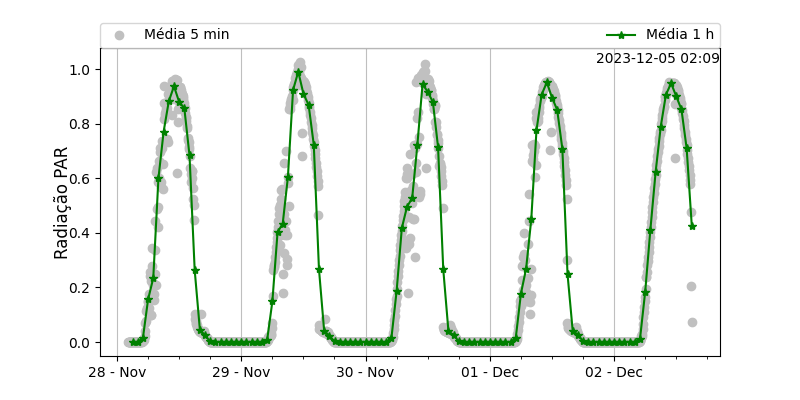 Média 5 min
Média 1 h
2023-12-05 02:09
Radiação PAR
1.0
0.8
0.6
0.4
0.2
0.0
28 - Nov
29 - Nov
30 - Nov
01 - Dec
02 - Dec